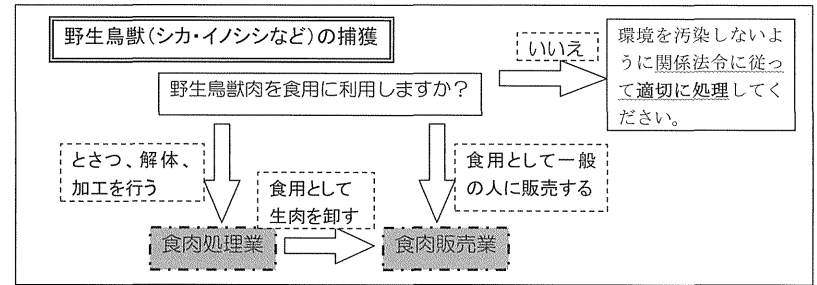 野生鳥獣(シカ・イノシシなど)の捕獲
いいえ
環境を汚染しないよ
うに関係法令に従っ
て適切に処理してく
ださい。
野生鳥獣肉を食用に利用しますか?
とさつ、解体、
加工を行う
食用として
生肉を卸す
食用として一般
の人に販売する
食肉処理業
食肉販売業